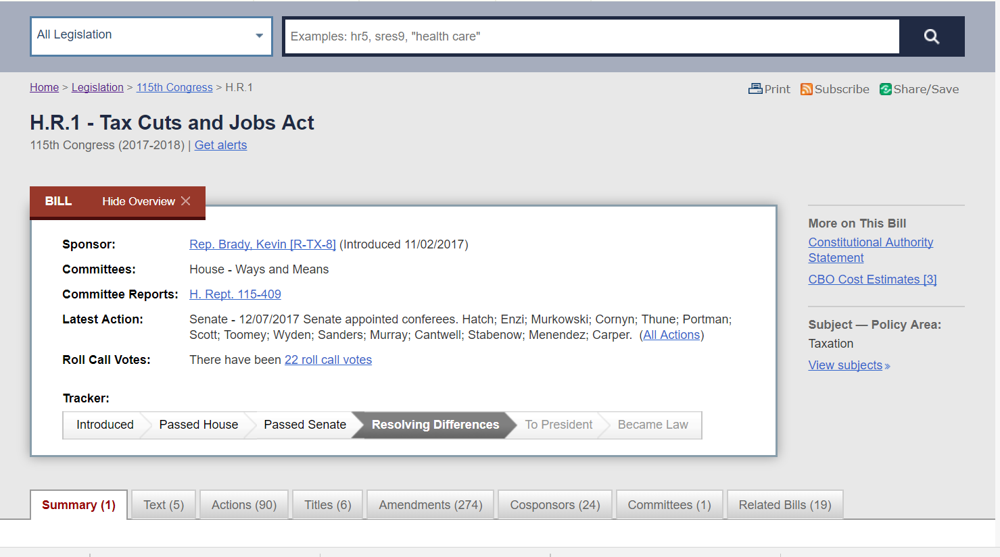 All Legislation
Examples: hr5, sres9, "health care"
Home > Legislation > 115th Congress > H.R.1
Print Subscribe Share/Save
H.R.1 - Tax Cuts and Jobs Act
115th Congress (2017-2018) | Get alerts
BILL Hide Overview ×
Sponsor: Rep. Brady, Kevin [R-TX-8] (Introduced 11/02/2017)
Committees: House - Ways and Means
Committee Reports: H. Rept. 115-409
Latest Action: Senate - 12/07/2017 Senate appointed conferees. Hatch; Enzi; Murkowski; Cornyn; Thune; Portman;
Scott; Toomey; Wyden; Sanders; Murray; Cantwell; Stabenow; Menendez; Carper. (All Actions)
Roll Call Votes: There have been 22 roll call votes
Tracker:
Introduced Passed House Passed Senate Resolving Differences To President Became Law
More on This Bill
Constitutional Authority
Statement
CBO Cost Estimates [3]
Subject — Policy Area:
Taxation
View subjects »
Summary (1) Text (5) Actions (90) Titles (6) Amendments (274) Cosponsors (24) Committees (1) Related Bills (19)